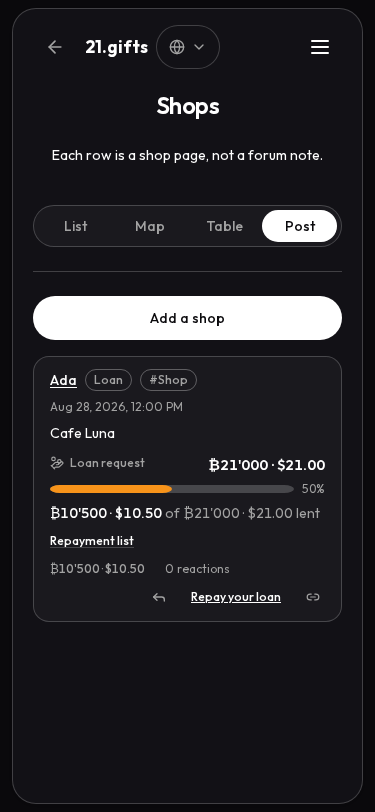 21.gifts
Shops
Each row is a shop page, not a forum note.
List Map Table Post
Add a shop
Ada Loan #Shop
Aug 28, 2026, 12:00 PM
Cafe Luna
Loan request ₿21'000 · $21.00
50%
₿10'500 · $10.50 of ₿21'000 · $21.00 lent
Repayment list
₿10'500 · $10.50 0 reactions
Repay your loan